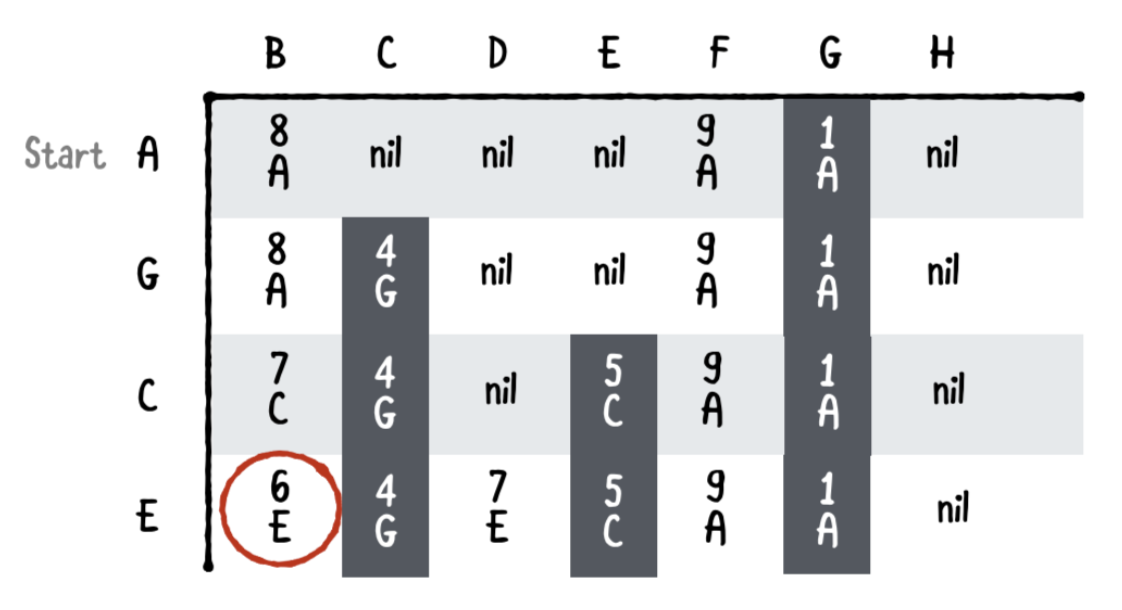 B C D E F G H
Start A 8 A nil nil nil 9 A 1 A nil
G 8 A 4 G nil nil 9 A 1 A nil
C 7 C 4 G nil 5 C 9 A 1 A nil
E 6 E 4 G 7 E 5 C 9 A 1 A nil